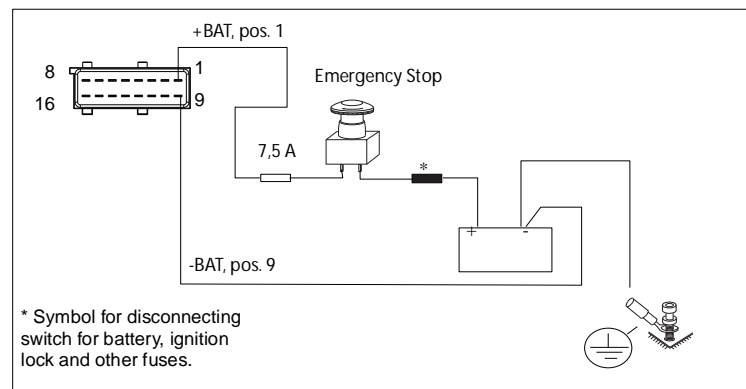 +BAT, pos. 1
8
1
16
9
Emergency Stop
7,5 A
*
+
-
-BAT, pos. 9
* Symbol for disconnecting
switch for battery, ignition
lock and other fuses.